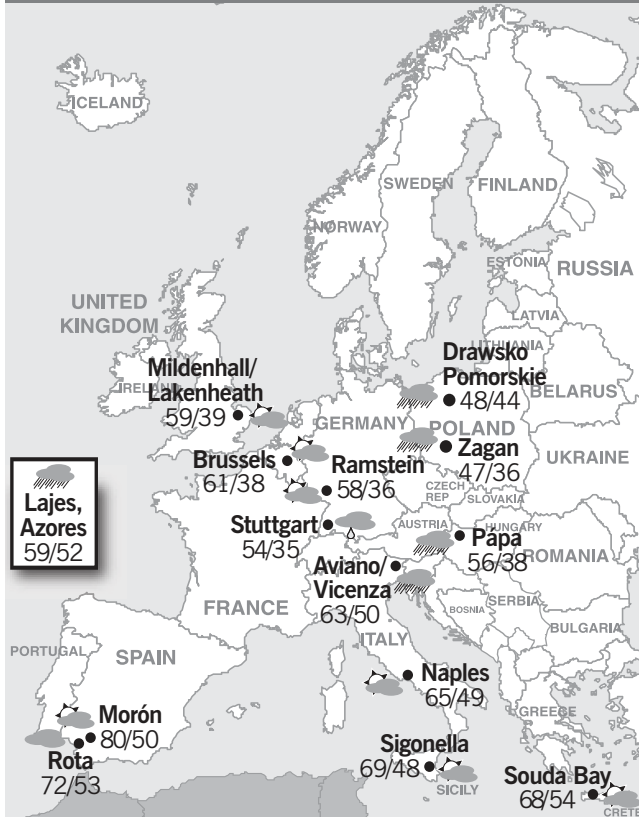 ICELAND
SWEDEN
FINLAND
NORWAY
ESTONIA
RUSSIA
LATVIA
LITHUANIA
UNITED
KINGDOM
IRELAND
Mildenhall/
Lakenheath
59/39
Drawsko
Pomorskie
48/44
BELARUS
GERMANY
POLAND
Zagan
47/36
Brussels
61/38
Ramstein
58/36
UKRAINE
CZECH
REP
SLOVAKIA
Lajes,
Azores
59/52
Stuttgart
54/35
AUSTRIA
HUNGARY
Pápa
56/38
ROMANIA
Aviano/
Vicenza
63/50
FRANCE
BOSNIA
SERBIA
BULGARIA
ITALY
PORTUGAL
SPAIN
Naples
65/49
GREECE
Morón
80/50
Rota
72/53
Sigonella
69/48
SICILY
Souda Bay
68/54
CRETE